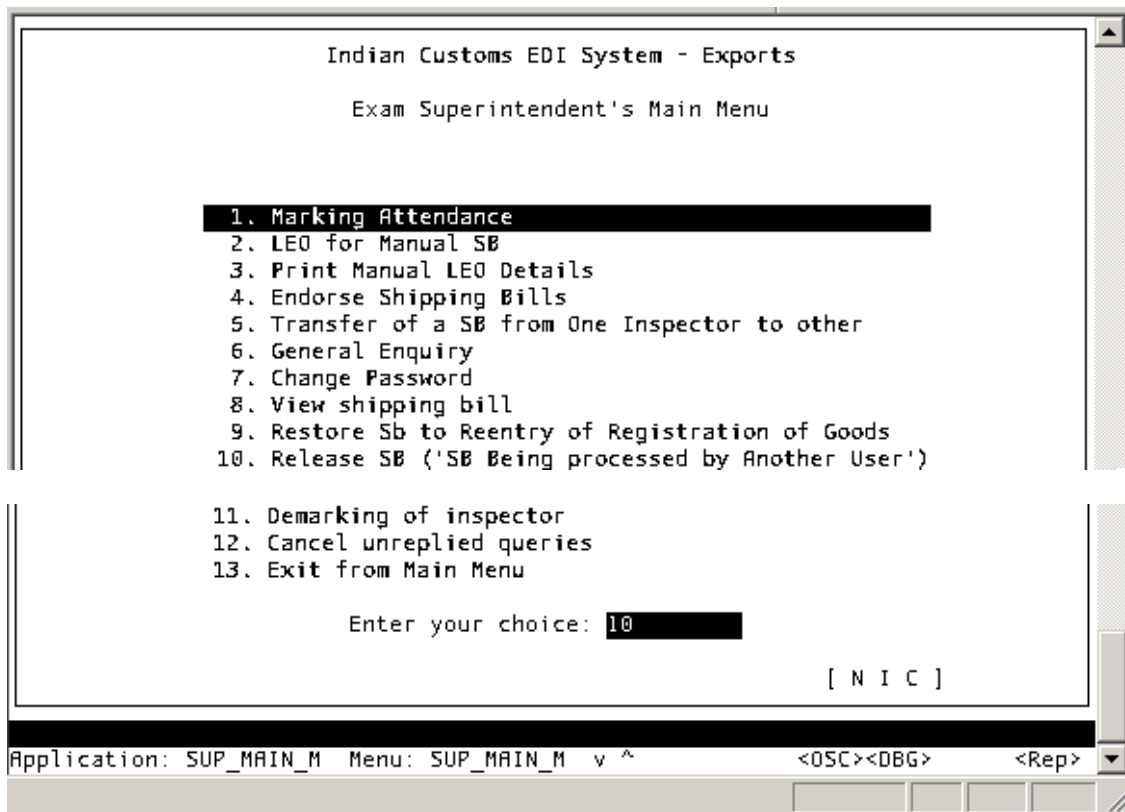 Indian Customs EDI System - Exports
Exam Superintendent's Main Menu
1. Marking Attendance
2. LEO for Manual SB
3. Print Manual LEO Details
4. Endorse Shipping Bills
5. Transfer of a SB from One Inspector to other
6. General Enquiry
7. Change Password
8. View shipping bill
9. Restore Sb to Reentry of Registration of Goods
10. Release SB ('SB Being processed by Another User')
11. Demarking of inspector
12. Cancel unreplied queries
13. Exit from Main Menu
Enter your choice: 10
[ N I C ]
Application: SUP_MAIN_M Menu: SUP_MAIN_M v ^ <OSC><DBG> <Rep>